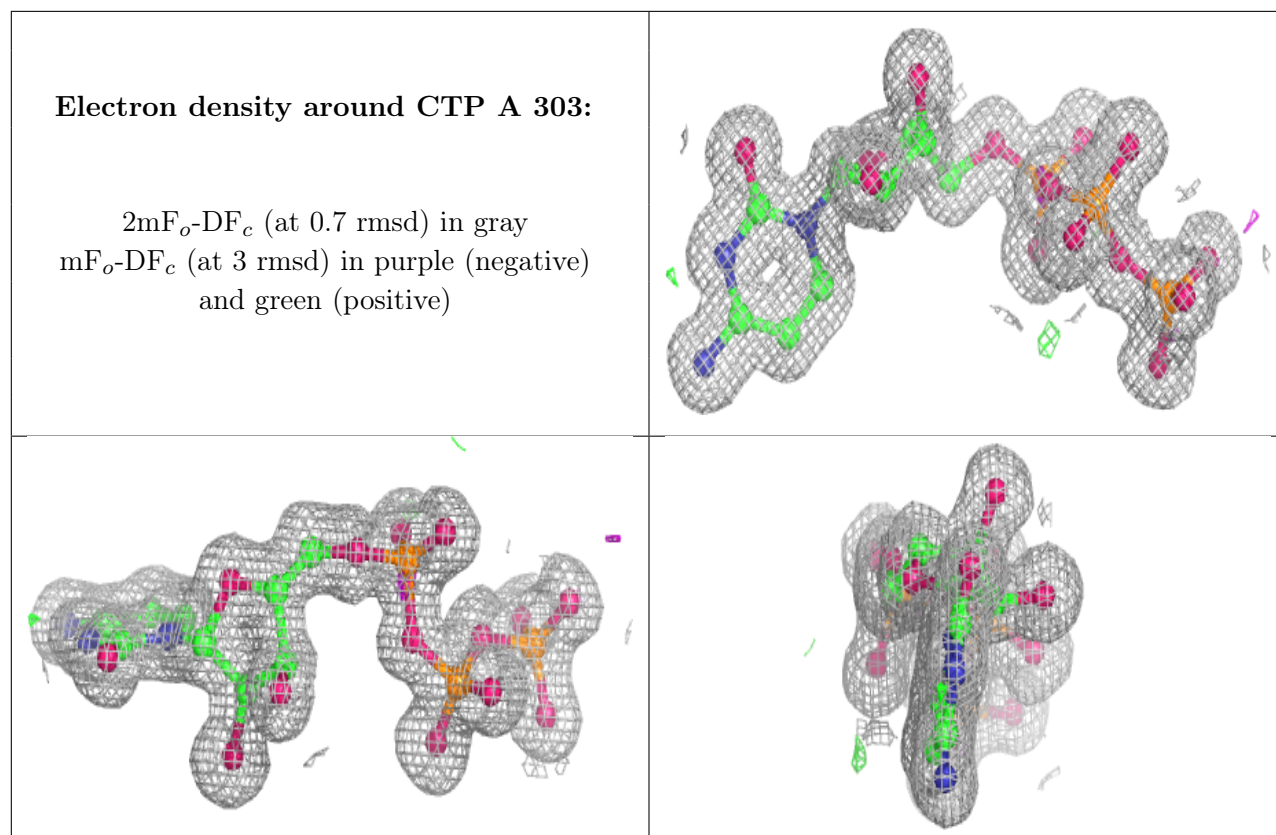 Electron density around CTP A 303:
2mFo-DFc (at 0.7 rmsd) in gray
mFo-DFc (at 3 rmsd) in purple (negative)
and green (positive)